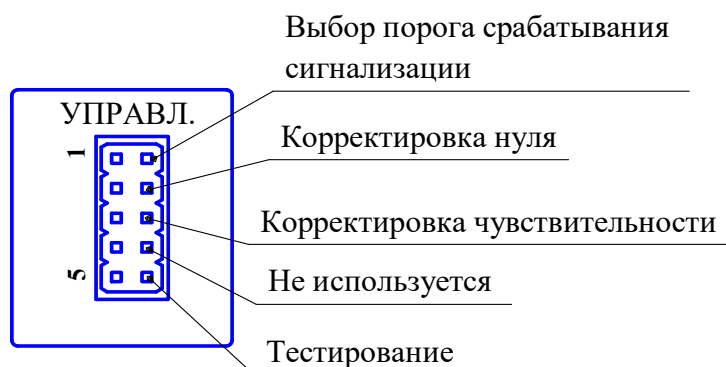 Выбор порога срабатывания
сигнализации
УПРАВЛ.
1
Корректировка нуля
Корректировка чувствительности
Не используется
5
Тестирование